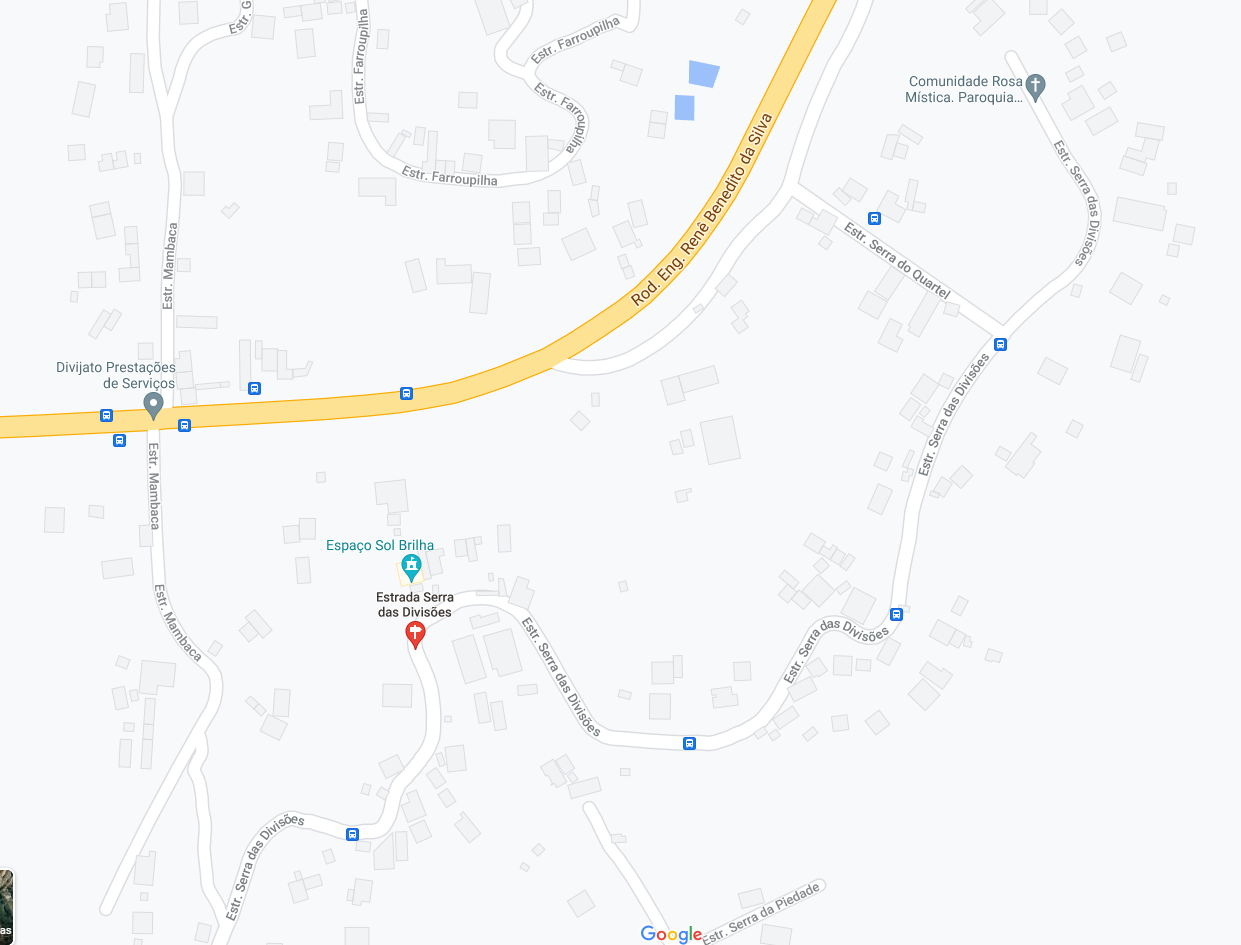 Estr. G
Estr. Farroupilha
Estr. Farroupilha
Estr. Farroupilha
Estr. Farroupilha
Comunidade Rosa
Mística. Paroquia...
Rod. Eng. Renê Benedito da Silva
Estr. Serra das Divisões
Estr. Mambaca
Estr. Serra do Quartel
Divijato Prestações
de Serviços
Estr. Serra das Divisões
Estr. Mambaca
Espaço Sol Brilha
Estrada Serra
das Divisões
Estr. Mambaca
Estr. Serra das Divisões
Estr. Serra das Divisões
Estr. Serra das Divisões
Estr. Serra da Piedade
Google
as